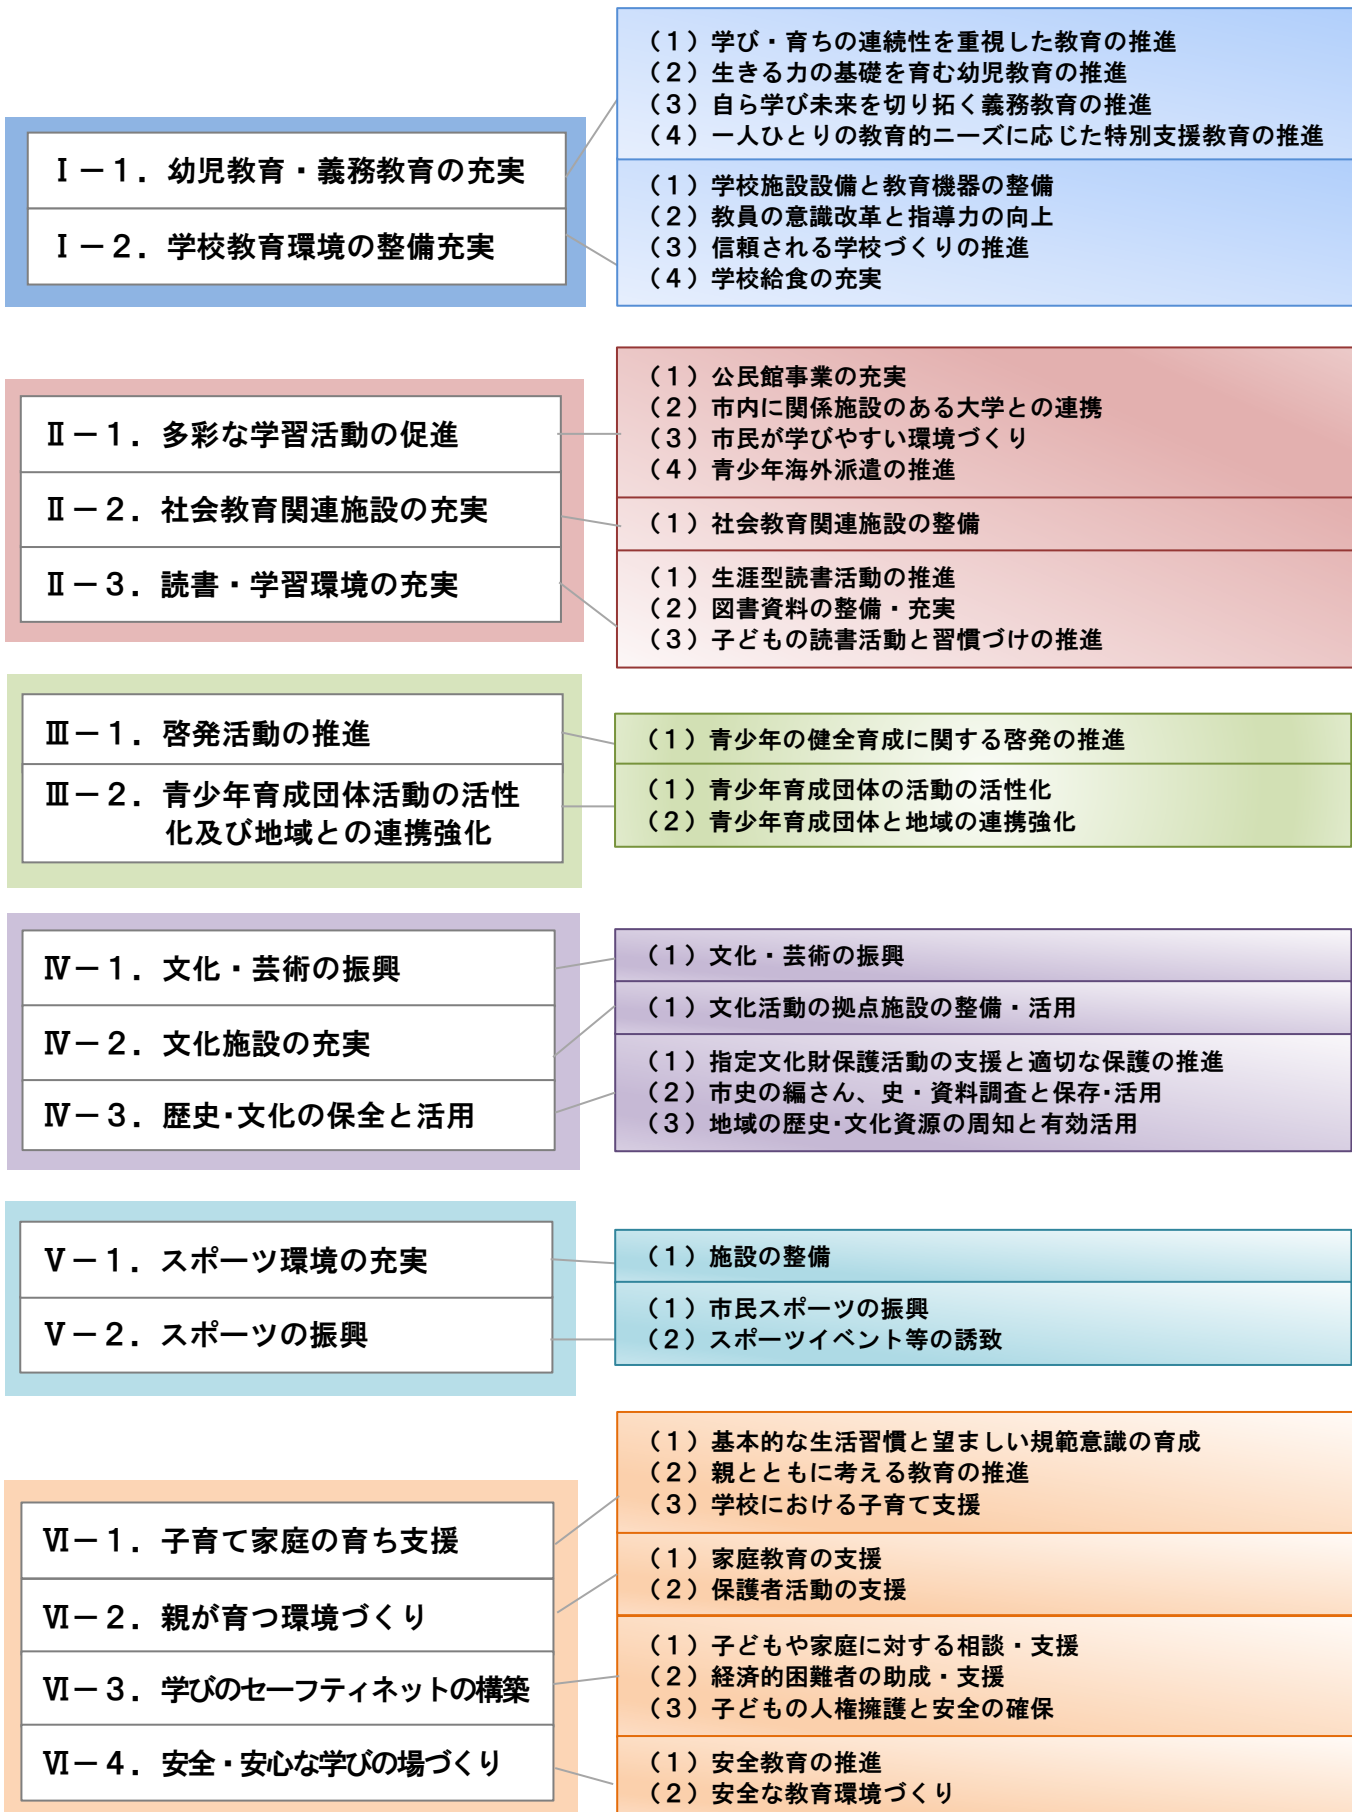 Ⅰ－１．幼児教育・義務教育の充実
（１）学び・育ちの連続性を重視した教育の推進
（２）生きる力の基礎を育む幼児教育の推進
（３）自ら学び未来を切り拓く義務教育の推進
（４）一人ひとりの教育的ニーズに応じた特別支援教育の推進
Ⅰ－２．学校教育環境の整備充実
（１）学校施設設備と教育機器の整備
（２）教員の意識改革と指導力の向上
（３）信頼される学校づくりの推進
（４）学校給食の充実
Ⅱ－１．多彩な学習活動の促進
（１）公民館事業の充実
（２）市内に関係施設のある大学との連携
（３）市民が学びやすい環境づくり
（４）青少年海外派遣の推進
Ⅱ－２．社会教育関連施設の充実
（１）社会教育関連施設の整備
Ⅱ－３．読書・学習環境の充実
（１）生涯型読書活動の推進
（２）図書資料の整備・充実
（３）子どもの読書活動と習慣づけの推進
Ⅲ－１．啓発活動の推進
（１）青少年の健全育成に関する啓発の推進
Ⅲ－２．青少年育成団体活動の活性
化及び地域との連携強化
（１）青少年育成団体の活動の活性化
（２）青少年育成団体と地域の連携強化
Ⅳ－１．文化・芸術の振興
（１）文化・芸術の振興
Ⅳ－２．文化施設の充実
（１）文化活動の拠点施設の整備・活用
Ⅳ－３．歴史・文化の保全と活用
（１）指定文化財保護活動の支援と適切な保護の推進
（２）市史の編さん、史・資料調査と保存・活用
（３）地域の歴史・文化資源の周知と有効活用
Ⅴ－１．スポーツ環境の充実
（１）施設の整備
Ⅴ－２．スポーツの振興
（１）市民スポーツの振興
（２）スポーツイベント等の誘致
Ⅵ－１．子育て家庭の育ち支援
（１）基本的な生活習慣と望ましい規範意識の育成
（２）親とともに考える教育の推進
（３）学校における子育て支援
Ⅵ－２．親が育つ環境づくり
（１）家庭教育の支援
（２）保護者活動の支援
Ⅵ－３．学びのセーフティネットの構築
（１）子どもや家庭に対する相談・支援
（２）経済的困難者の助成・支援
（３）子どもの人権擁護と安全の確保
Ⅵ－４．安全・安心な学びの場づくり
（１）安全教育の推進
（２）安全な教育環境づくり